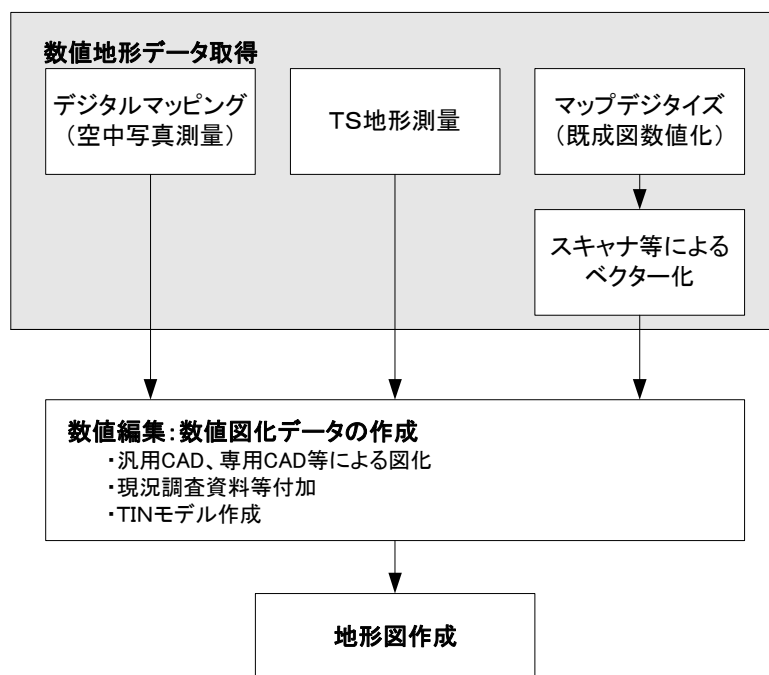 数値地形データ取得
デジタルマッピング
（空中写真測量）
TS地形測量
マップデジタイズ
（既成図数値化）
スキャナ等による
ベクター化
数値編集：数値図化データの作成
・汎用CAD、専用CAD等による図化
・現況調査資料等付加
・TINモデル作成
地形図作成